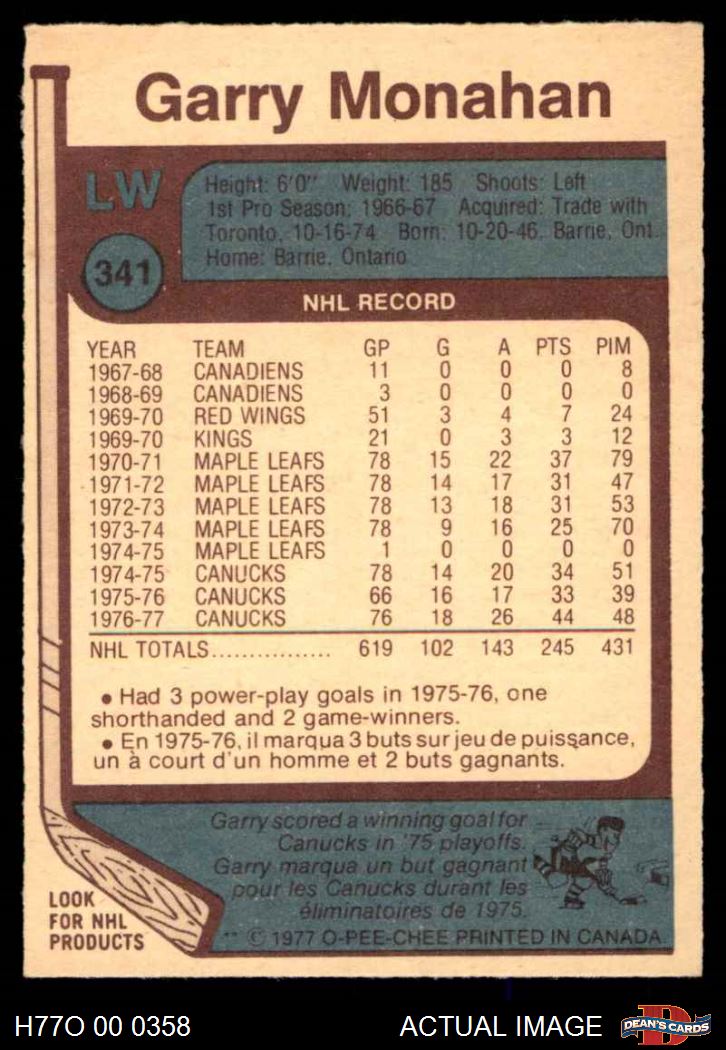 Garry Monahan
LW
Height: 6'0" Weight: 185 Shoots: Left
1st Pro Season: 1966-67 Acquired: Trade with
Toronto, 10-16-74 Born: 10-20-46, Barrie, Ont.
Home: Barrie, Ontario
341
NHL RECORD
YEAR TEAM GP G A PTS PIM
1967-68 CANADIENS 11 0 0 0 8
1968-69 CANADIENS 3 0 0 0 0
1969-70 RED WINGS 51 3 4 7 24
1969-70 KINGS 21 0 3 3 12
1970-71 MAPLE LEAFS 78 15 22 37 79
1971-72 MAPLE LEAFS 78 14 17 31 47
1972-73 MAPLE LEAFS 78 13 18 31 53
1973-74 MAPLE LEAFS 78 9 16 25 70
1974-75 MAPLE LEAFS 1 0 0 0 0
1974-75 CANUCKS 78 14 20 34 51
1975-76 CANUCKS 66 16 17 33 39
1976-77 CANUCKS 76 18 26 44 48
NHL TOTALS................ 619 102 143 245 431
• Had 3 power-play goals in 1975-76, one
shorthanded and 2 game-winners.
• En 1975-76, il marqua 3 buts sur jeu de puissance,
un à court d'un homme et 2 buts gagnants.
Garry scored a winning goal for
Canucks in '75 playoffs.
Garry marqua un but gagnant
pour les Canucks durant les
éliminatoires de 1975.
LOOK
FOR NHL
PRODUCTS
** © 1977 O-PEE-CHEE PRINTED IN CANADA
H77O 00 0358
ACTUAL IMAGE
D
DEAN'S CARDS